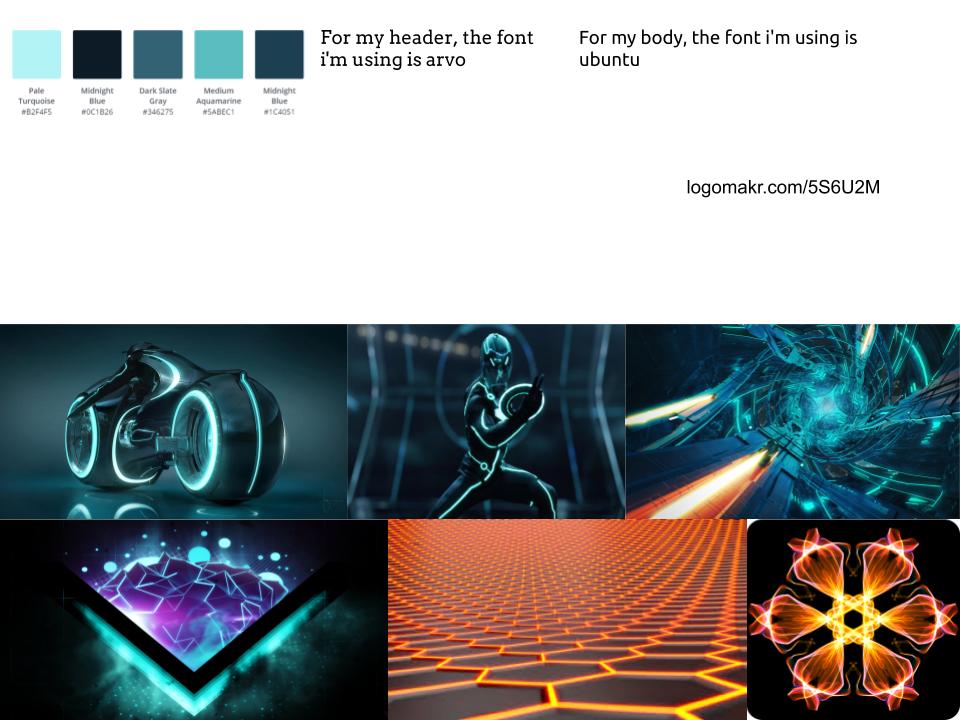 Pale
Turquoise
#B2F4F5
Midnight
Blue
#0C1B26
Dark Slate
Gray
#346275
Medium
Aquamarine
#5ABEC1
Midnight
Blue
#1C4051
For my header, the font
i'm using is arvo
For my body, the font i'm using is
ubuntu
logomakr.com/5S6U2M